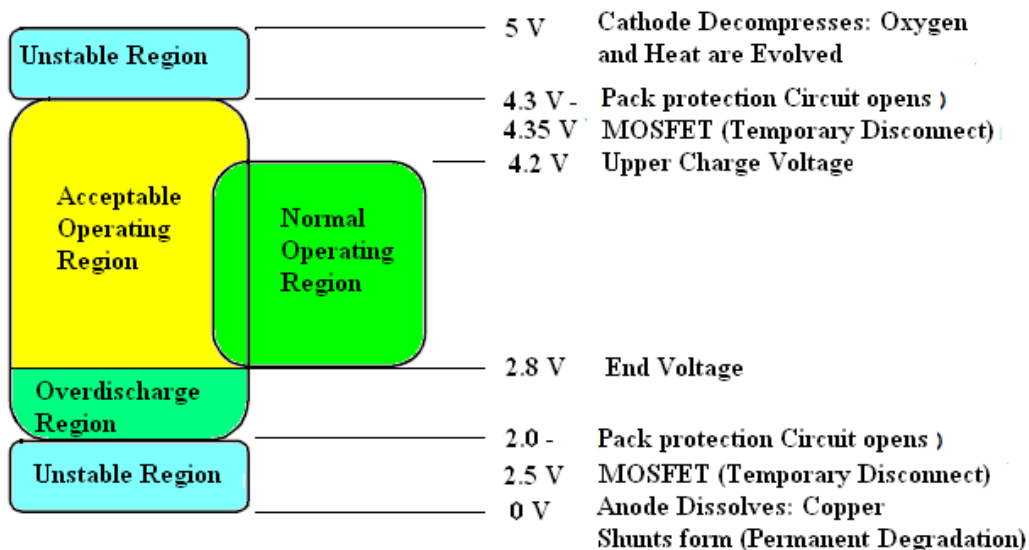 Unstable Region
Acceptable
Operating
Region
Normal
Operating
Region
Overdischarge
Region
Unstable Region
5 V Cathode Decompresses: Oxygen
and Heat are Evolved
4.3 V - Pack protection Circuit opens )
4.35 V MOSFET (Temporary Disconnect)
4.2 V Upper Charge Voltage
2.8 V End Voltage
2.0 - Pack protection Circuit opens )
2.5 V MOSFET (Temporary Disconnect)
0 V Anode Dissolves: Copper
Shunts form (Permanent Degradation)